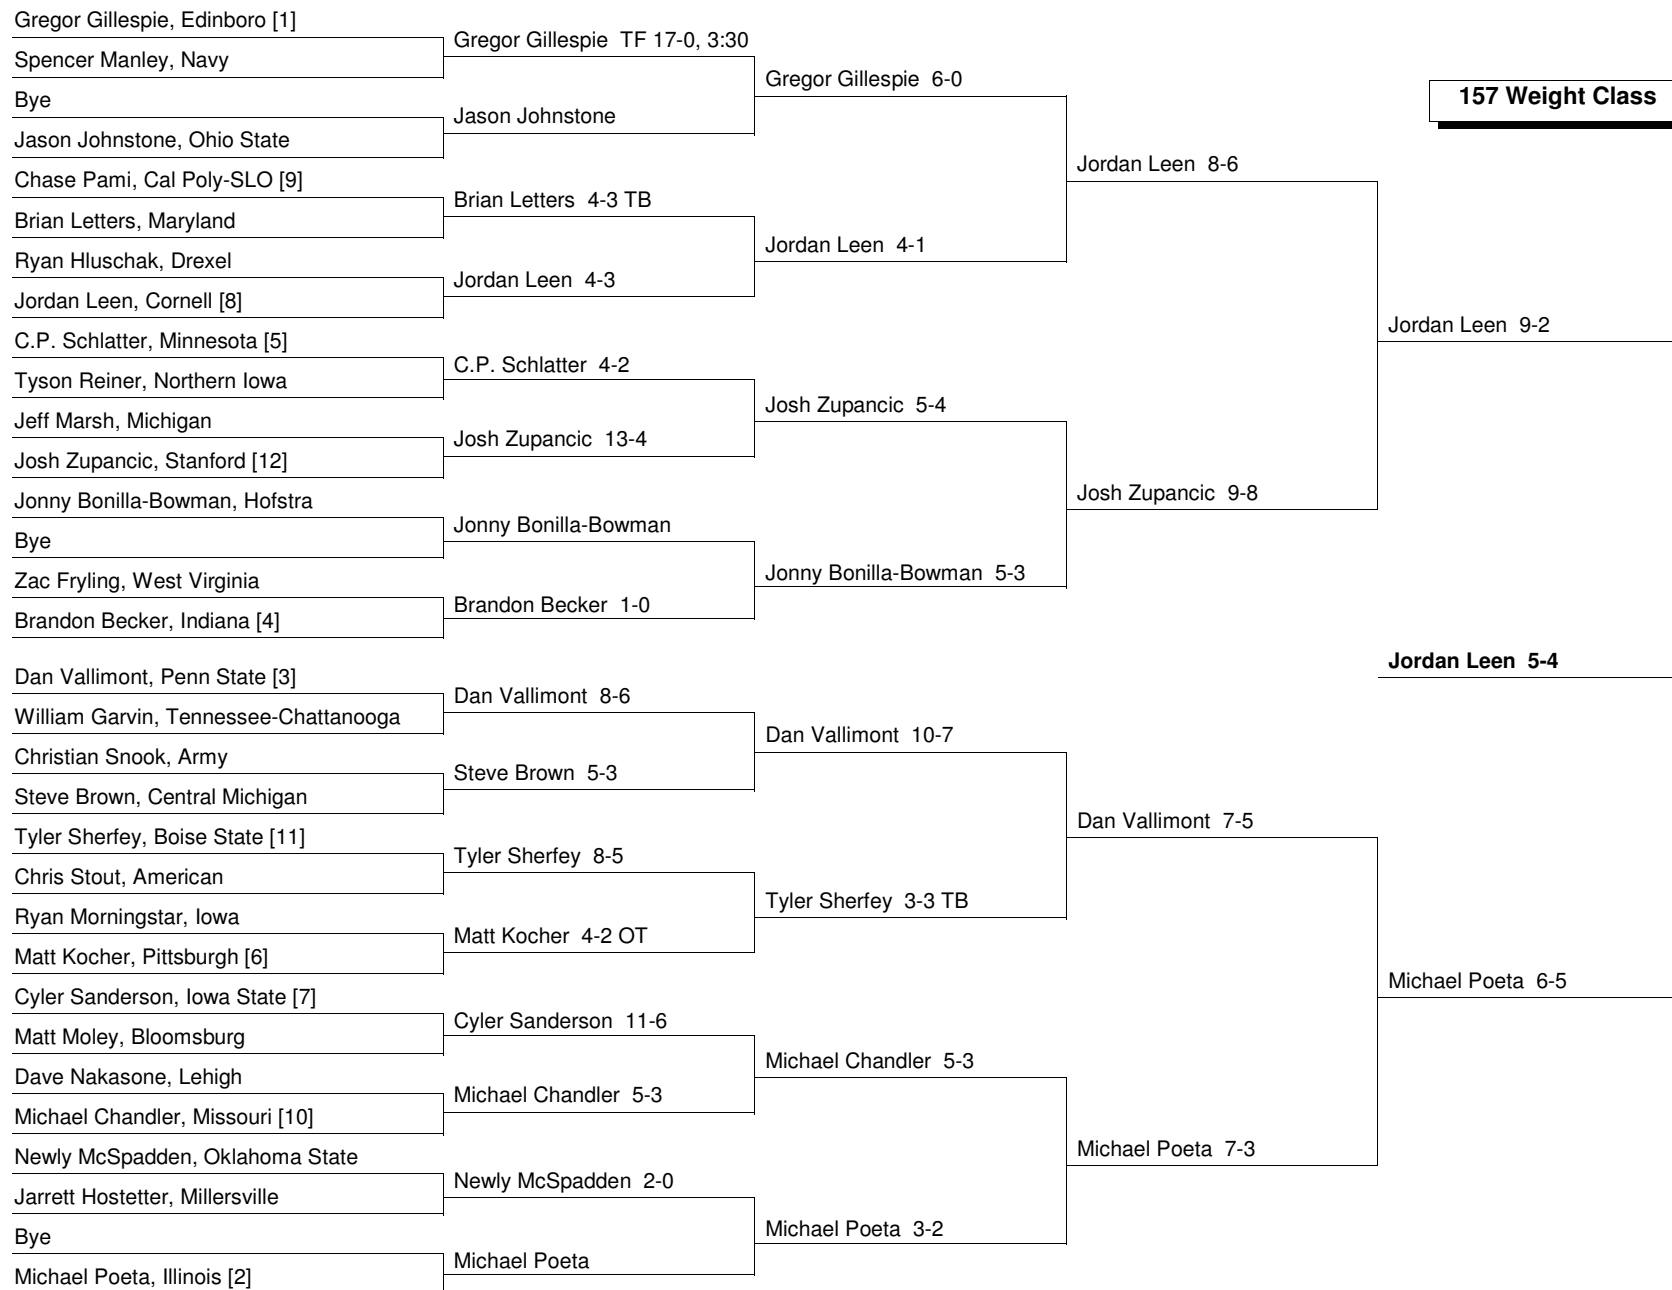 Gregor Gillespie, Edinboro [1]
Spencer Manley, Navy
Bye
Jason Johnstone, Ohio State
Chase Pami, Cal Poly-SLO [9]
Brian Letters, Maryland
Ryan Hluschak, Drexel
Jordan Leen, Cornell [8]
C.P. Schlatter, Minnesota [5]
Tyson Reiner, Northern Iowa
Jeff Marsh, Michigan
Josh Zupancic, Stanford [12]
Jonny Bonilla-Bowman, Hofstra
Bye
Zac Fryling, West Virginia
Brandon Becker, Indiana [4]
Dan Vallimont, Penn State [3]
William Garvin, Tennessee-Chattanooga
Christian Snook, Army
Steve Brown, Central Michigan
Tyler Sherfey, Boise State [11]
Chris Stout, American
Ryan Morningstar, Iowa
Matt Kocher, Pittsburgh [6]
Cyler Sanderson, Iowa State [7]
Matt Moley, Bloomsburg
Dave Nakasone, Lehigh
Michael Chandler, Missouri [10]
Newly McSpadden, Oklahoma State
Jarrett Hostetter, Millersville
Bye
Michael Poeta, Illinois [2]
Gregor Gillespie TF 17-0, 3:30
Jason Johnstone
Brian Letters 4-3 TB
Jordan Leen 4-3
C.P. Schlatter 4-2
Josh Zupancic 13-4
Jonny Bonilla-Bowman
Brandon Becker 1-0
Dan Vallimont 8-6
Steve Brown 5-3
Tyler Sherfey 8-5
Matt Kocher 4-2 OT
Cyler Sanderson 11-6
Michael Chandler 5-3
Newly McSpadden 2-0
Michael Poeta
Gregor Gillespie 6-0
Jordan Leen 4-1
Josh Zupancic 5-4
Jonny Bonilla-Bowman 5-3
Dan Vallimont 10-7
Tyler Sherfey 3-3 TB
Michael Chandler 5-3
Michael Poeta 3-2
Jordan Leen 8-6
Josh Zupancic 9-8
Dan Vallimont 7-5
Michael Poeta 7-3
157 Weight Class
Jordan Leen 9-2
Jordan Leen 5-4
Michael Poeta 6-5